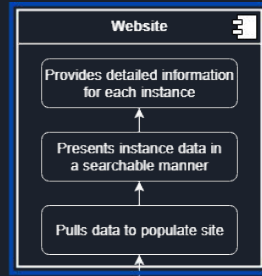 Website
Provides detailed information
for each instance
Presents instance data in
a searchable manner
Pulls data to populate site